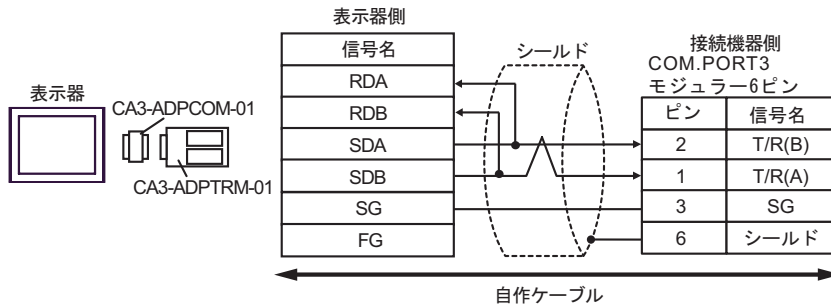 表示器側
信号名
RDA
RDB
SDA
SDB
SG
FG
表示器
CA3-ADPCOM-01
CA3-ADPTRM-01
シールド
接続機器側
COM.PORT3
モジュラー6ピン
ピン 信号名
2 T/R(B)
1 T/R(A)
3 SG
6 シールド
自作ケーブル